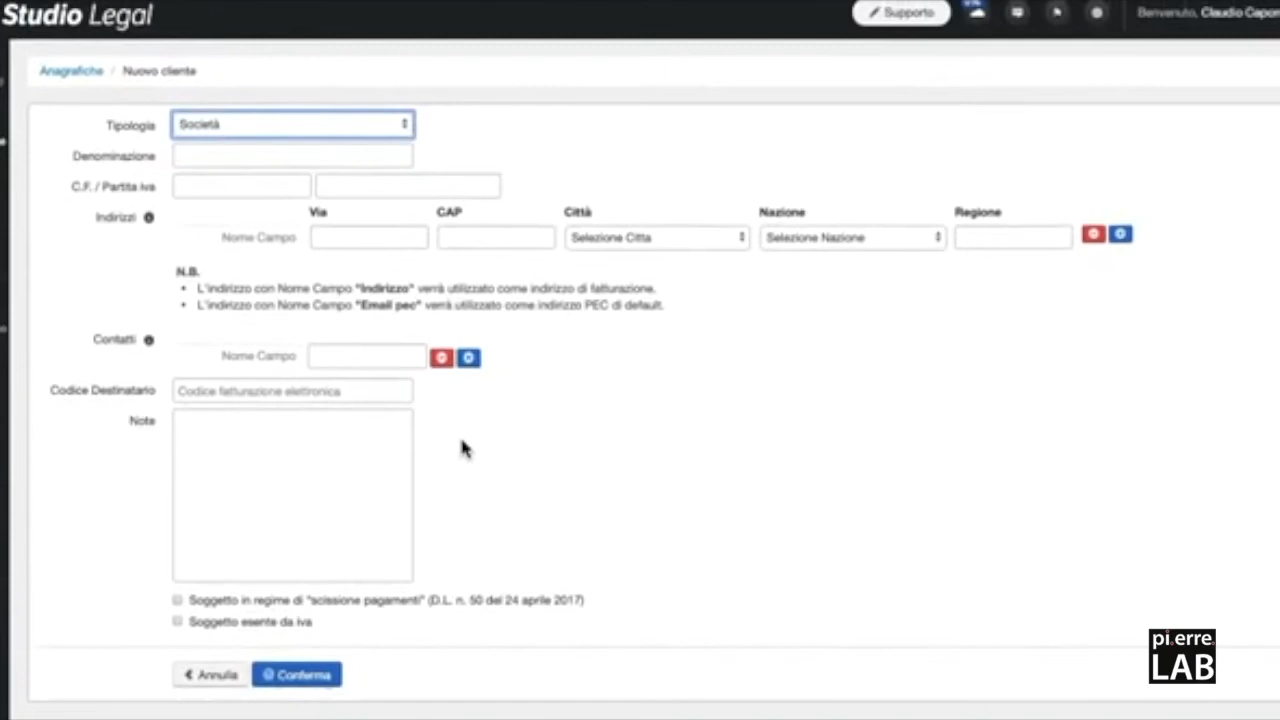 Studio Legal
Supporto
Benvenuto, Claudio Capon
Anagrafiche / Nuovo cliente
Tipologia Società
Denominazione
C.F. / Partita iva
Indirizzi Via CAP Città Nazione Regione
Nome Campo Selezione Citta Selezione Nazione
N.B.
• L'indirizzo con Nome Campo "Indirizzo" verrà utilizzato come indirizzo di fatturazione.
• L'indirizzo con Nome Campo "Email pec" verrà utilizzato come indirizzo PEC di default.
Contatti
Nome Campo
Codice Destinatario Codice fatturazione elettronica
Note
Soggetto in regime di "scissione pagamenti" (D.L. n. 50 del 24 aprile 2017)
Soggetto esente da iva
Annulla Conferma
pi.erre.
LAB